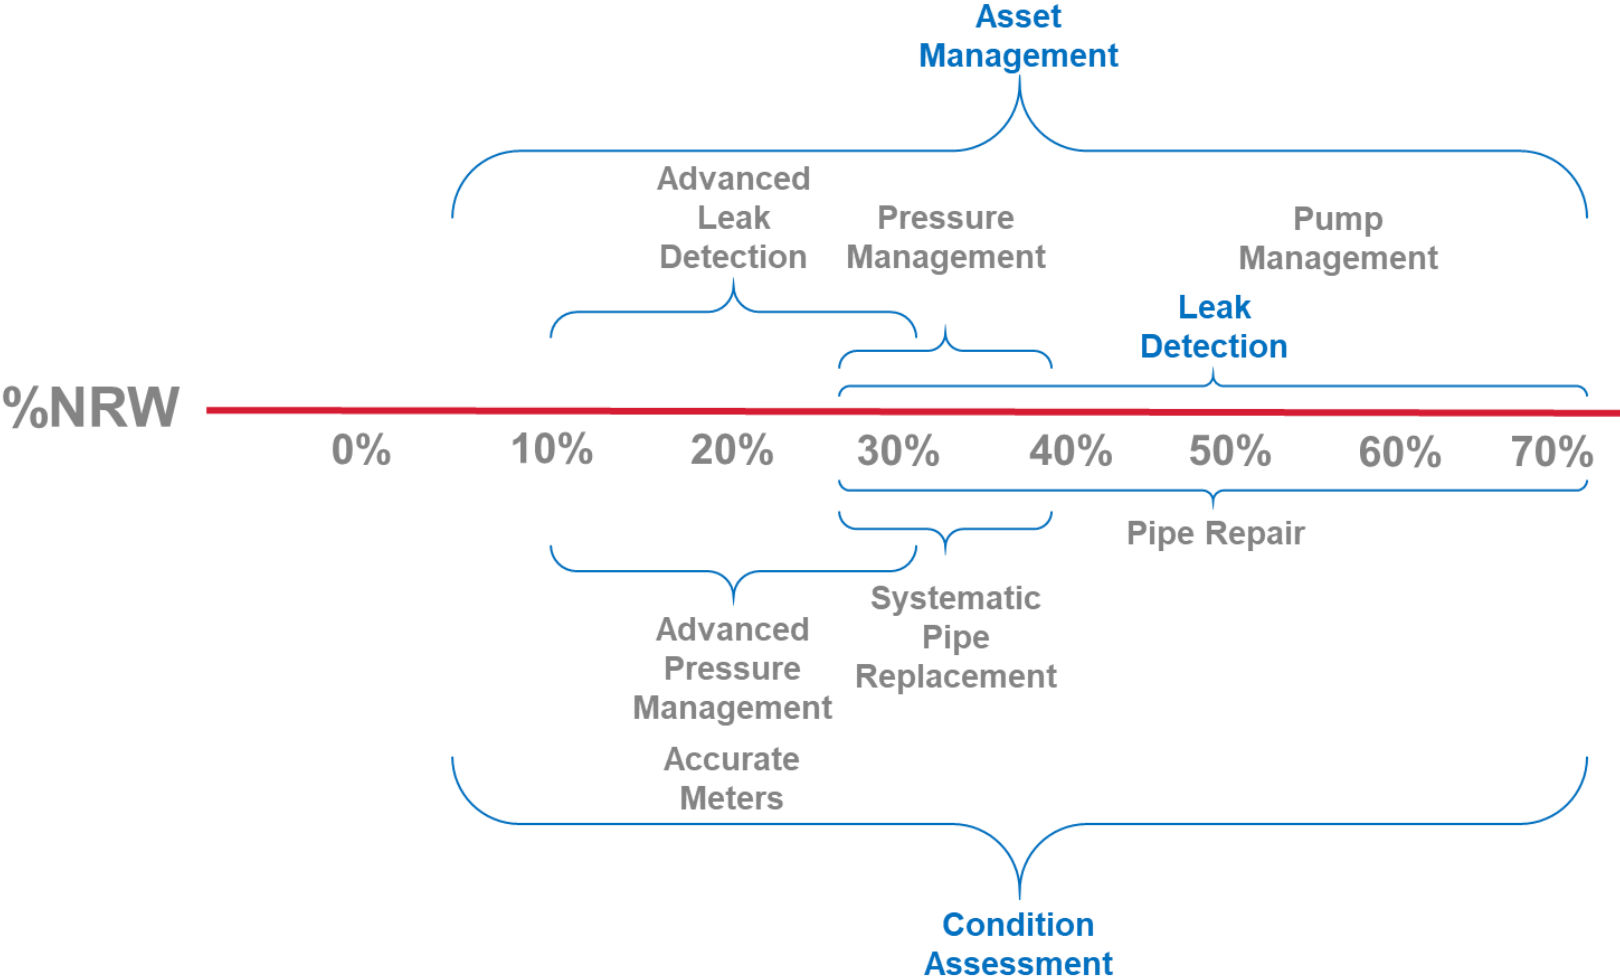 Asset
Management
Advanced
Leak
Detection
Pressure
Management
Pump
Management
Leak
Detection
%NRW
0% 10% 20% 30% 40% 50% 60% 70%
Pipe Repair
Systematic
Pipe
Replacement
Advanced
Pressure
Management
Accurate
Meters
Condition
Assessment